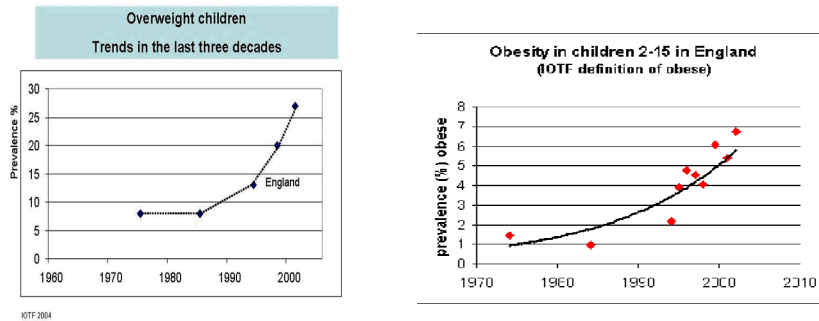 Overweight children
Trends in the last three decades
Prevalence %
30
25
20
15
10
5
0
England
1960 1970 1980 1990 2000
IOTF 2004
Obesity in children 2-15 in England
(IOTF definition of obese)
prevalence (%) obese
8
7
6
5
4
3
2
1
0
1970 1980 1990 2000 2010